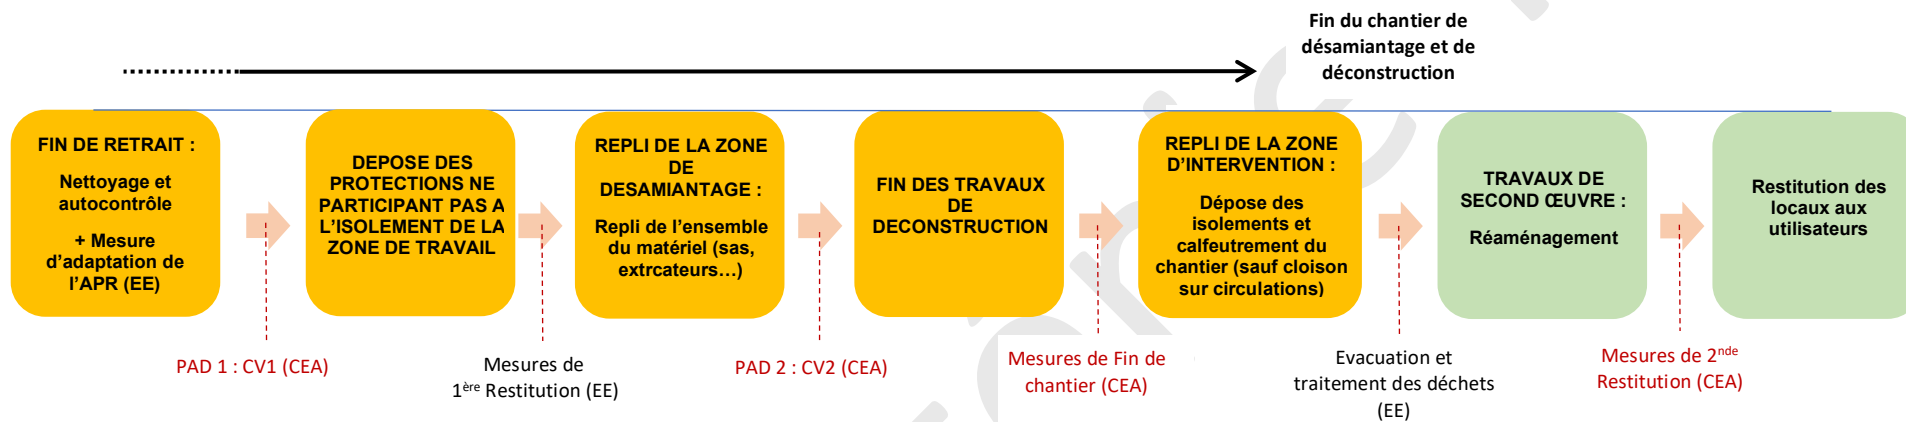 Fin du chantier de
désamiantage et de
déconstruction
FIN DE RETRAIT :
Nettoyage et
autocontrôle
+ Mesure
d’adaptation de
l’APR (EE)
DEPOSE DES
PROTECTIONS NE
PARTICIPANT PAS A
L’ISOLEMENT DE LA
ZONE DE TRAVAIL
REPLI DE LA ZONE
DE
DESAMIANTAGE :
Repli de l’ensemble
du matériel (sas,
extrcateurs…)
FIN DES TRAVAUX
DE
DECONSTRUCTION
REPLI DE LA ZONE
D’INTERVENTION :
Dépose des
isolements et
calfeutrement du
chantier (sauf cloison
sur circulations)
TRAVAUX DE
SECOND ŒUVRE :
Réaménagement
Restitution des
locaux aux
utilisateurs
PAD 1 : CV1 (CEA)
Mesures de
1ère Restitution (EE)
PAD 2 : CV2 (CEA)
Mesures de Fin de
chantier (CEA)
Evacuation et
traitement des déchets
(EE)
Mesures de 2nde
Restitution (CEA)